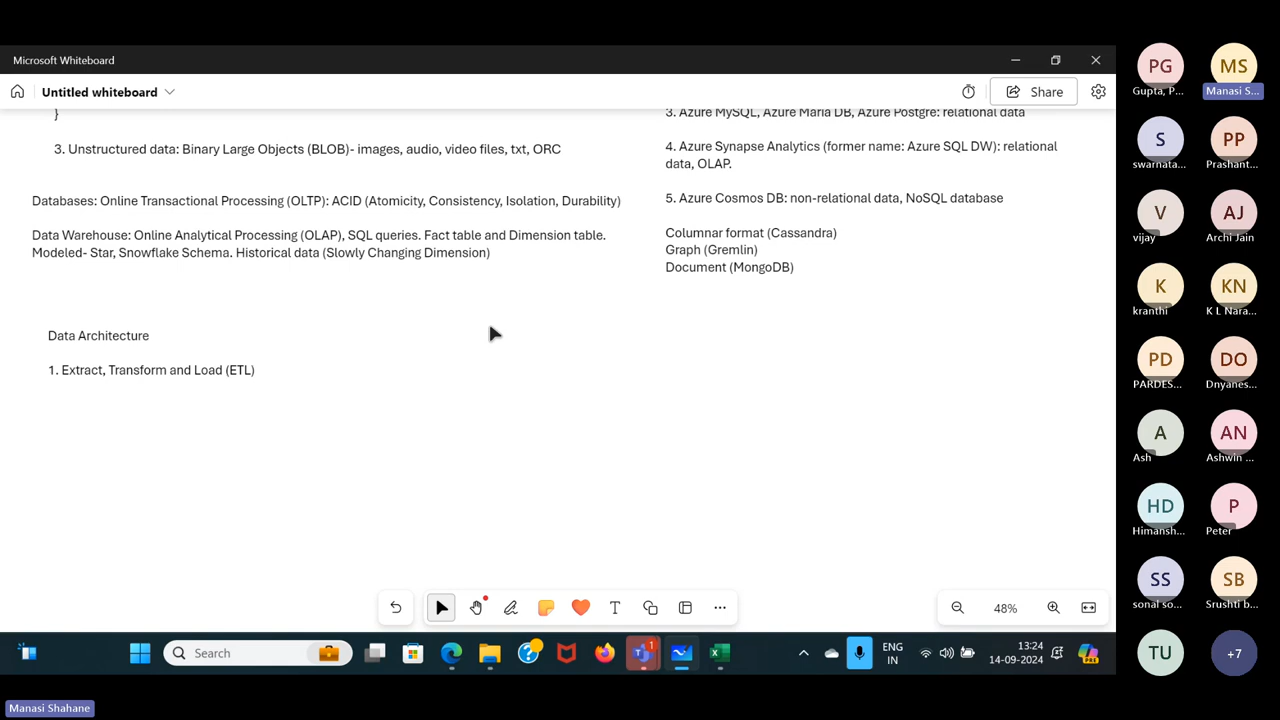 Microsoft Whiteboard
Untitled whiteboard
Share
}
3. Unstructured data: Binary Large Objects (BLOB)- images, audio, video files, txt, ORC
Databases: Online Transactional Processing (OLTP): ACID (Atomicity, Consistency, Isolation, Durability)
Data Warehouse: Online Analytical Processing (OLAP), SQL queries. Fact table and Dimension table.
Modeled- Star, Snowflake Schema. Historical data (Slowly Changing Dimension)
Data Architecture
1. Extract, Transform and Load (ETL)
3. Azure MySQL, Azure Maria DB, Azure Postgre: relational data
4. Azure Synapse Analytics (former name: Azure SQL DW): relational
data, OLAP.
5. Azure Cosmos DB: non-relational data, NoSQL database
Columnar format (Cassandra)
Graph (Gremlin)
Document (MongoDB)
48%
Search
1
PRE
ENG
IN
13:24
14-09-2024
PG
Gupta, P...
MS
Manasi S...
S
swarnata...
PP
Prashant...
V
vijay
AJ
Archi Jain
K
kranthi
KN
K L Nara...
PD
PARDES...
DO
Dnyanes...
A
Ash
AN
Ashwin ...
HD
Himansh...
P
Peter
SS
sonal so...
SB
Srushti b...
TU
+7
Manasi Shahane